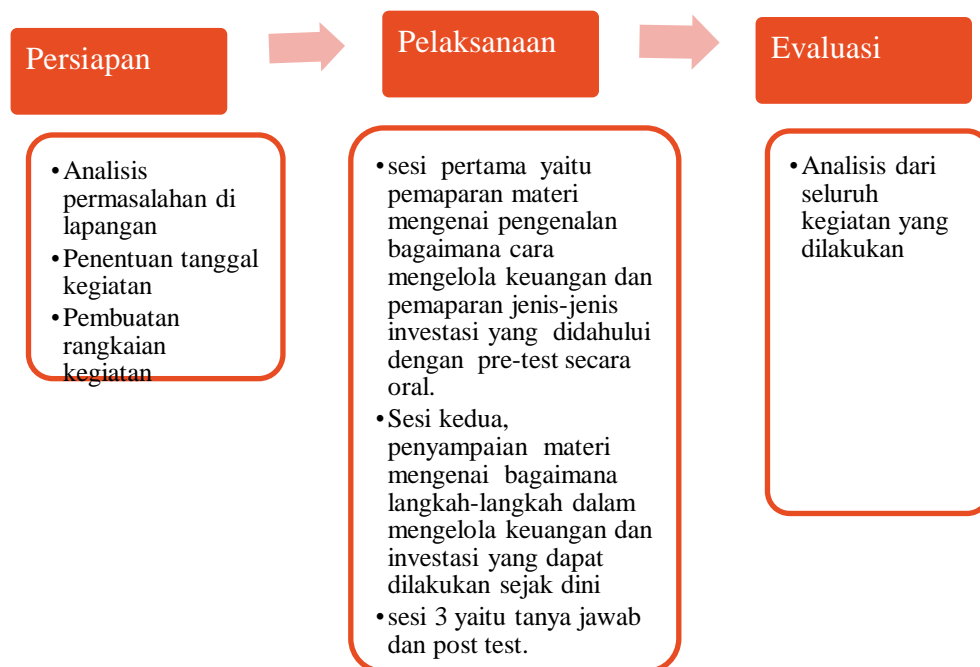 Persiapan
•Analisis
permasalahan di
lapangan
•Penentuan tanggal
kegiatan
•Pembuatan
rangkaian
kegiatan
Pelaksanaan
•sesi pertama yaitu
pemaparan materi
mengenai pengenalan
bagaimana cara
mengelola keuangan dan
pemaparan jenis-jenis
investasi yang didahului
dengan pre-test secara
oral.
•Sesi kedua,
penyampaian materi
mengenai bagaimana
langkah-langkah dalam
mengelola keuangan dan
investasi yang dapat
dilakukan sejak dini
•sesi 3 yaitu tanya jawab
dan post test.
Evaluasi
•Analisis dari
seluruh
kegiatan yang
dilakukan